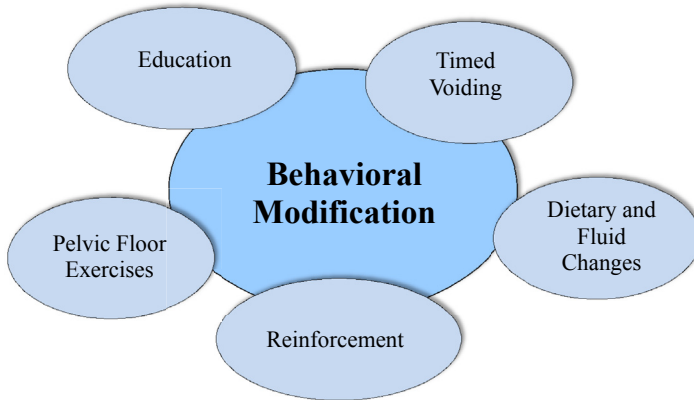 Education
Timed
Voiding
Behavioral
Modification
Dietary and
Fluid
Changes
Pelvic Floor
Exercises
Reinforcement